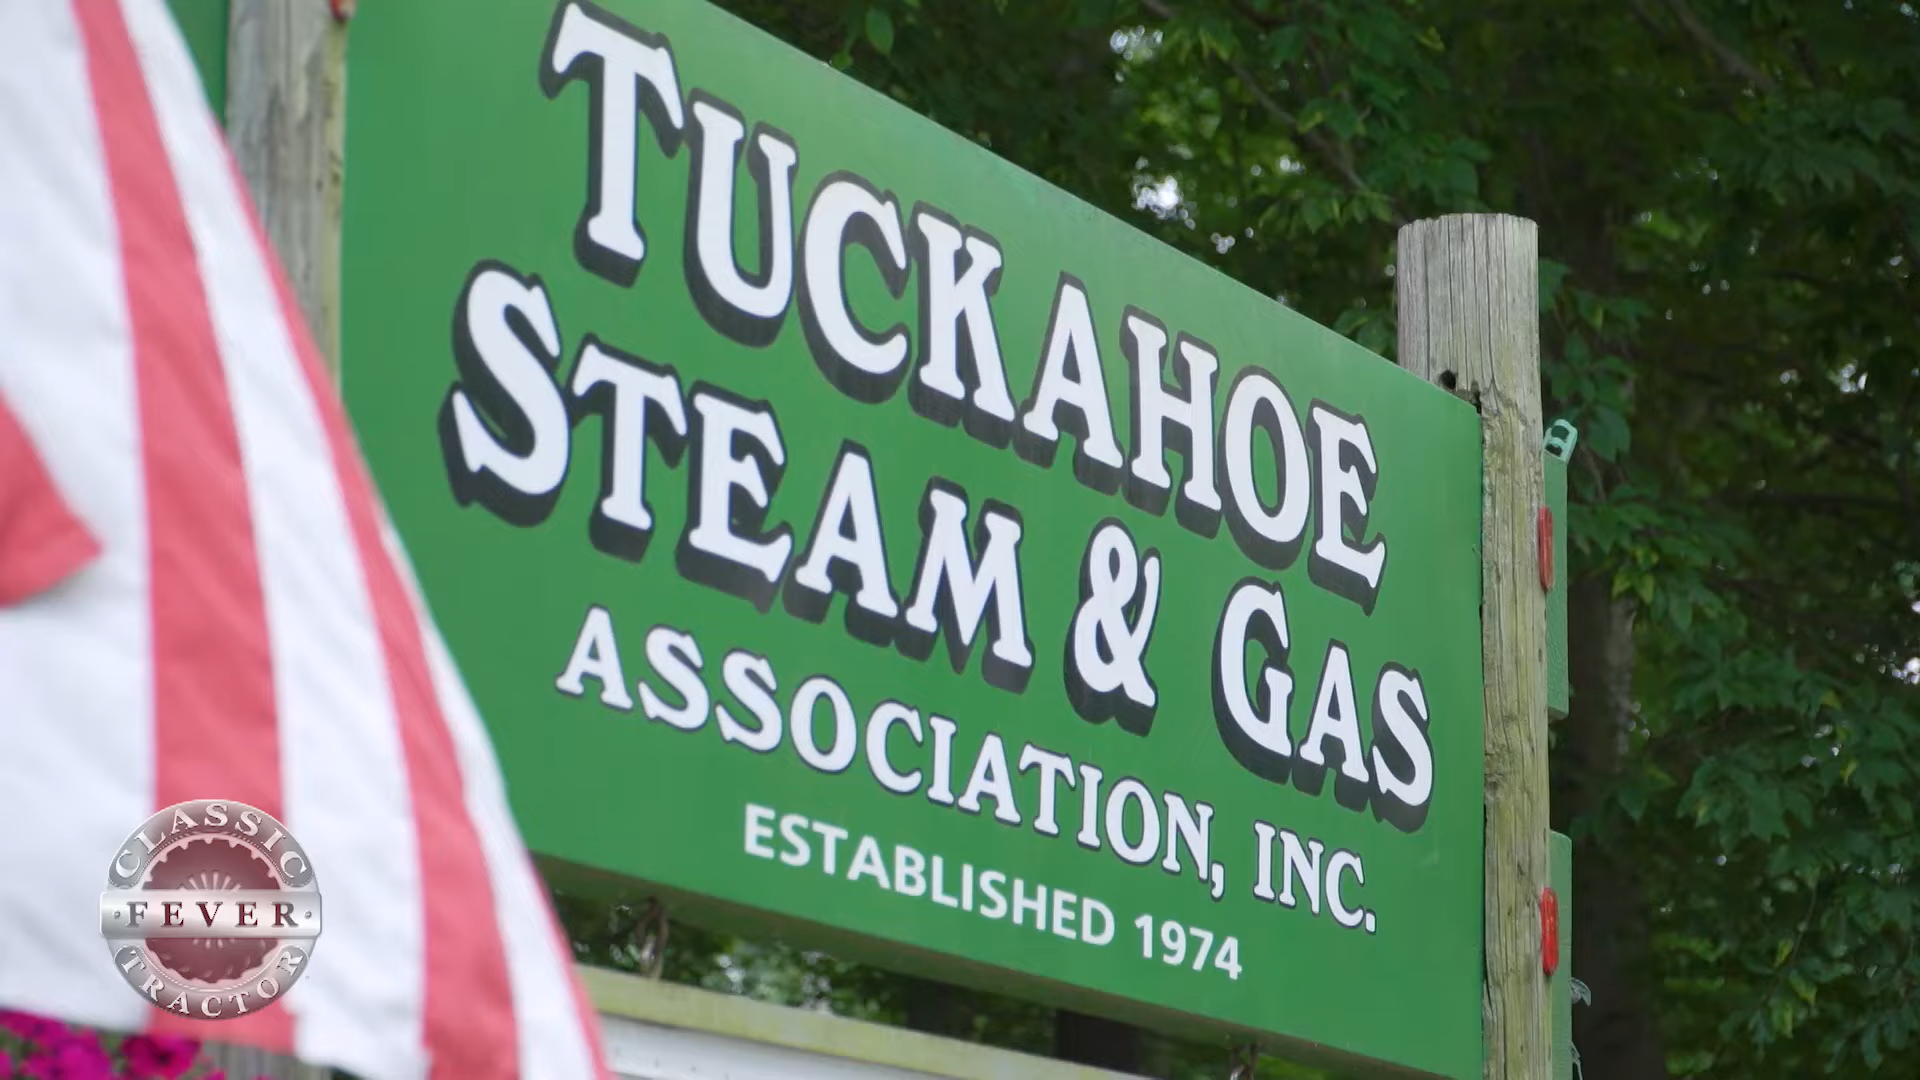 TUCKAHOE
STEAM & GAS
ASSOCIATION, INC.
ESTABLISHED 1974
CLASSIC
FEVER
TRACTOR